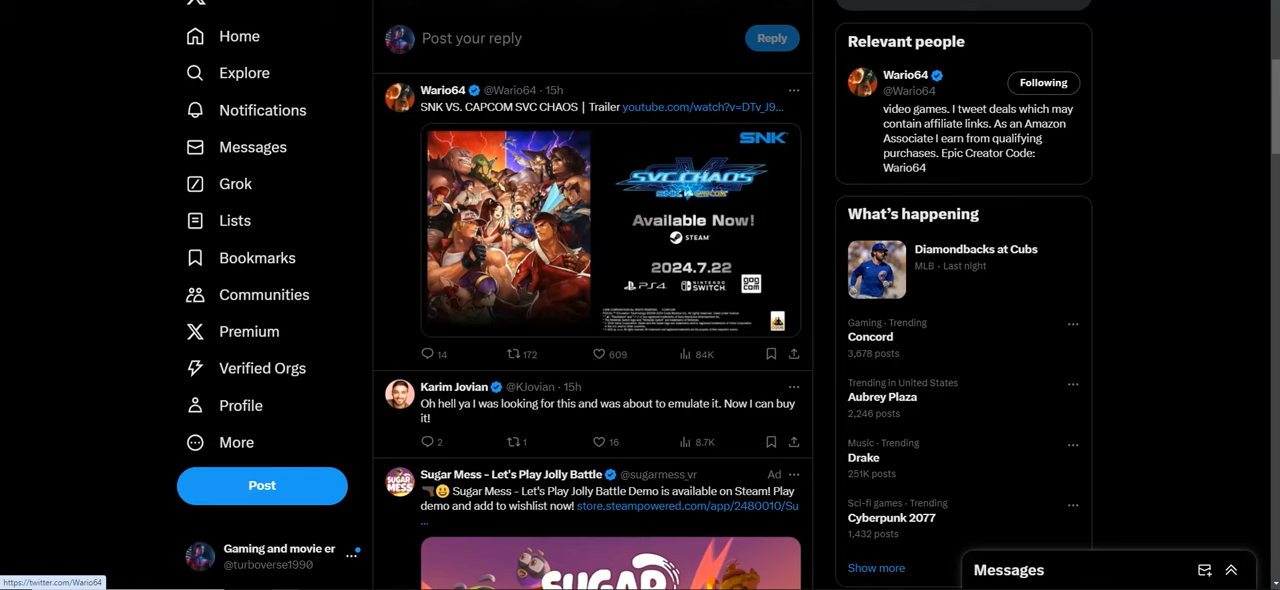 Home
Explore
Notifications
Messages
Grok
Lists
Bookmarks
Communities
Premium
Verified Orgs
Profile
More
Post
Gaming and movie er
@turboverse1990
https://twitter.com/Wario64
Post your reply
Reply
Wario64 @Wario64 · 15h
SNK VS. CAPCOM SVC CHAOS | Trailer youtube.com/watch?v=DTv_J9...
SNK
SVC CHAOS
Available Now!
STEAM
2024.7.22
PS4 NINTENDO SWITCH GOG COM
14 172 609 84K
Karim Jovian @KJovian · 15h
Oh hell ya I was looking for this and was about to emulate it. Now I can buy
it!
2 1 16 8.7K
Sugar Mess - Let's Play Jolly Battle @sugarmess_vr Ad
Sugar Mess - Let's Play Jolly Battle Demo is available on Steam! Play
demo and add to wishlist now! store.steampowered.com/app/2480010/Su
...
SUGAR
Relevant people
Wario64
@Wario64
Following
video games. I tweet deals which may
contain affiliate links. As an Amazon
Associate I earn from qualifying
purchases. Epic Creator Code:
Wario64
What's happening
Diamondbacks at Cubs
MLB · Last night
Gaming · Trending
Concord
3,678 posts
Trending in United States
Aubrey Plaza
2,246 posts
Music · Trending
Drake
251K posts
Sci-fi games · Trending
Cyberpunk 2077
1,432 posts
Show more
Messages